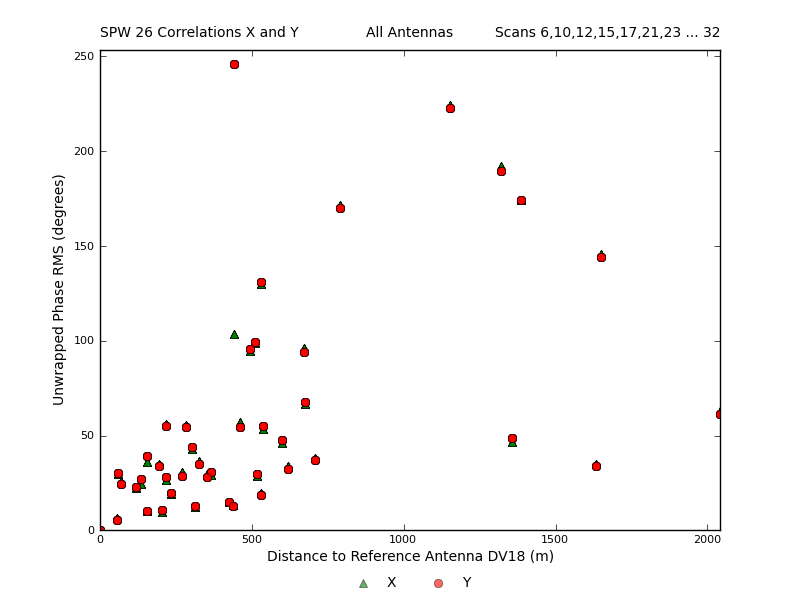 SPW 26 Correlations X and Y All Antennas Scans 6,10,12,15,17,21,23 ... 32
250
200
150
100
50
0
Unwrapped Phase RMS (degrees)
0 500 1000 1500 2000
Distance to Reference Antenna DV18 (m)
X Y